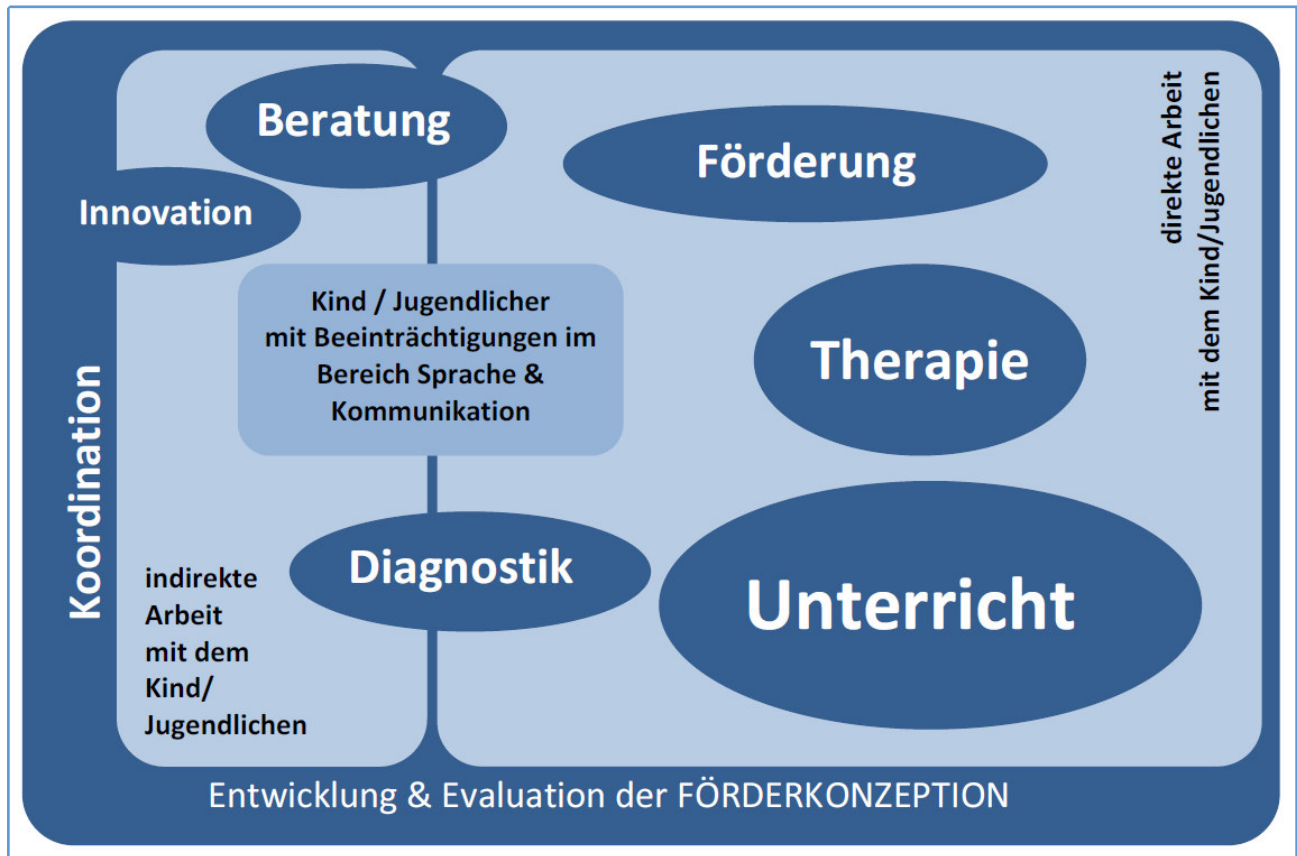 Beratung
Förderung
direkte Arbeit
mit dem Kind/Jugendlichen
Innovation
Kind / Jugendlicher
mit Beeinträchtigungen im
Bereich Sprache &
Kommunikation
Therapie
Koordination
Diagnostik
Unterricht
indirekte
Arbeit
mit dem
Kind/
Jugendlichen
Entwicklung & Evaluation der FÖRDERKONZEPTION